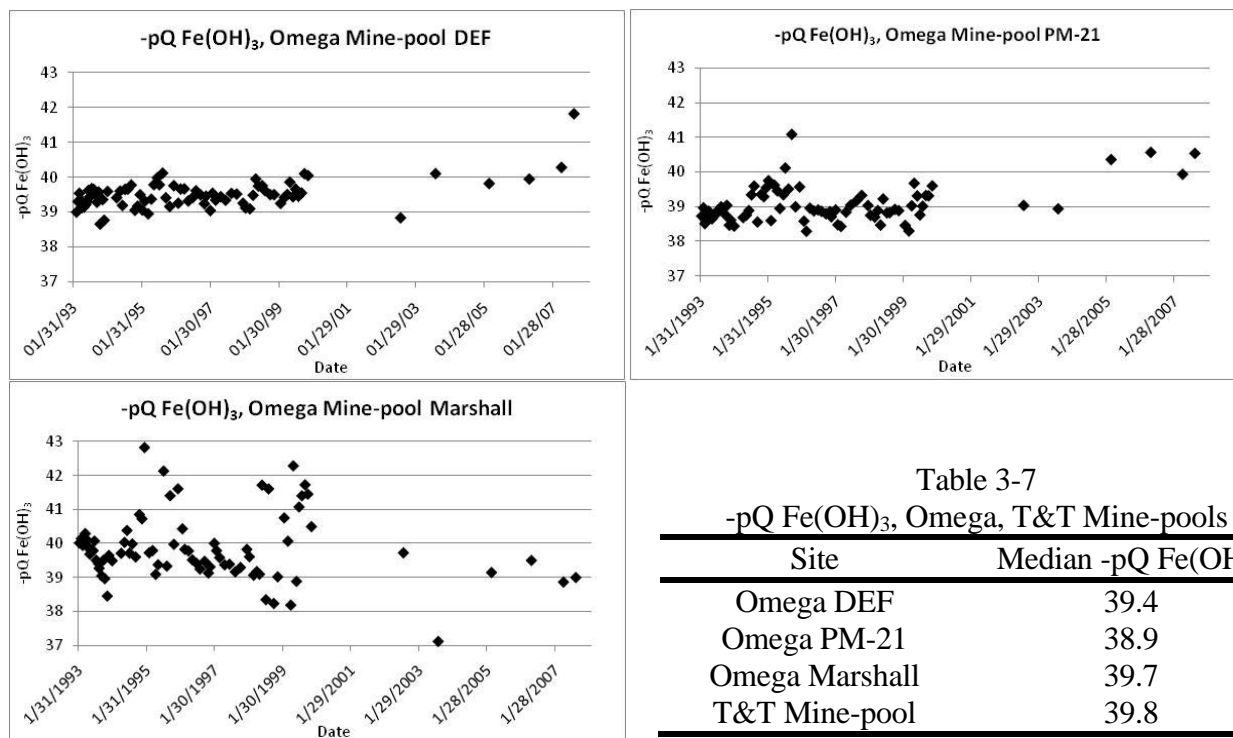 -pQ Fe(OH)₃, Omega Mine-pool DEF
-pQ Fe(OH)₃
43
42
41
40
39
38
37
01/31/93
01/31/95
01/30/97
01/30/99
01/29/01
01/29/03
01/28/05
01/28/07
Date
-pQ Fe(OH)₃, Omega Mine-pool PM-21
-pQ Fe(OH)₃
43
42
41
40
39
38
37
1/31/1993
1/31/1995
1/30/1997
1/30/1999
1/29/2001
1/29/2003
1/28/2005
1/28/2007
Date
-pQ Fe(OH)₃, Omega Mine-pool Marshall
-pQ Fe(OH)₃
43
42
41
40
39
38
37
1/31/1993
1/31/1995
1/30/1997
1/30/1999
1/29/2001
1/29/2003
1/28/2005
1/28/2007
Date
Table 3-7
-pQ Fe(OH)₃, Omega, T&T Mine-pools
Site Median -pQ Fe(OH
Omega DEF 39.4
Omega PM-21 38.9
Omega Marshall 39.7
T&T Mine-pool 39.8